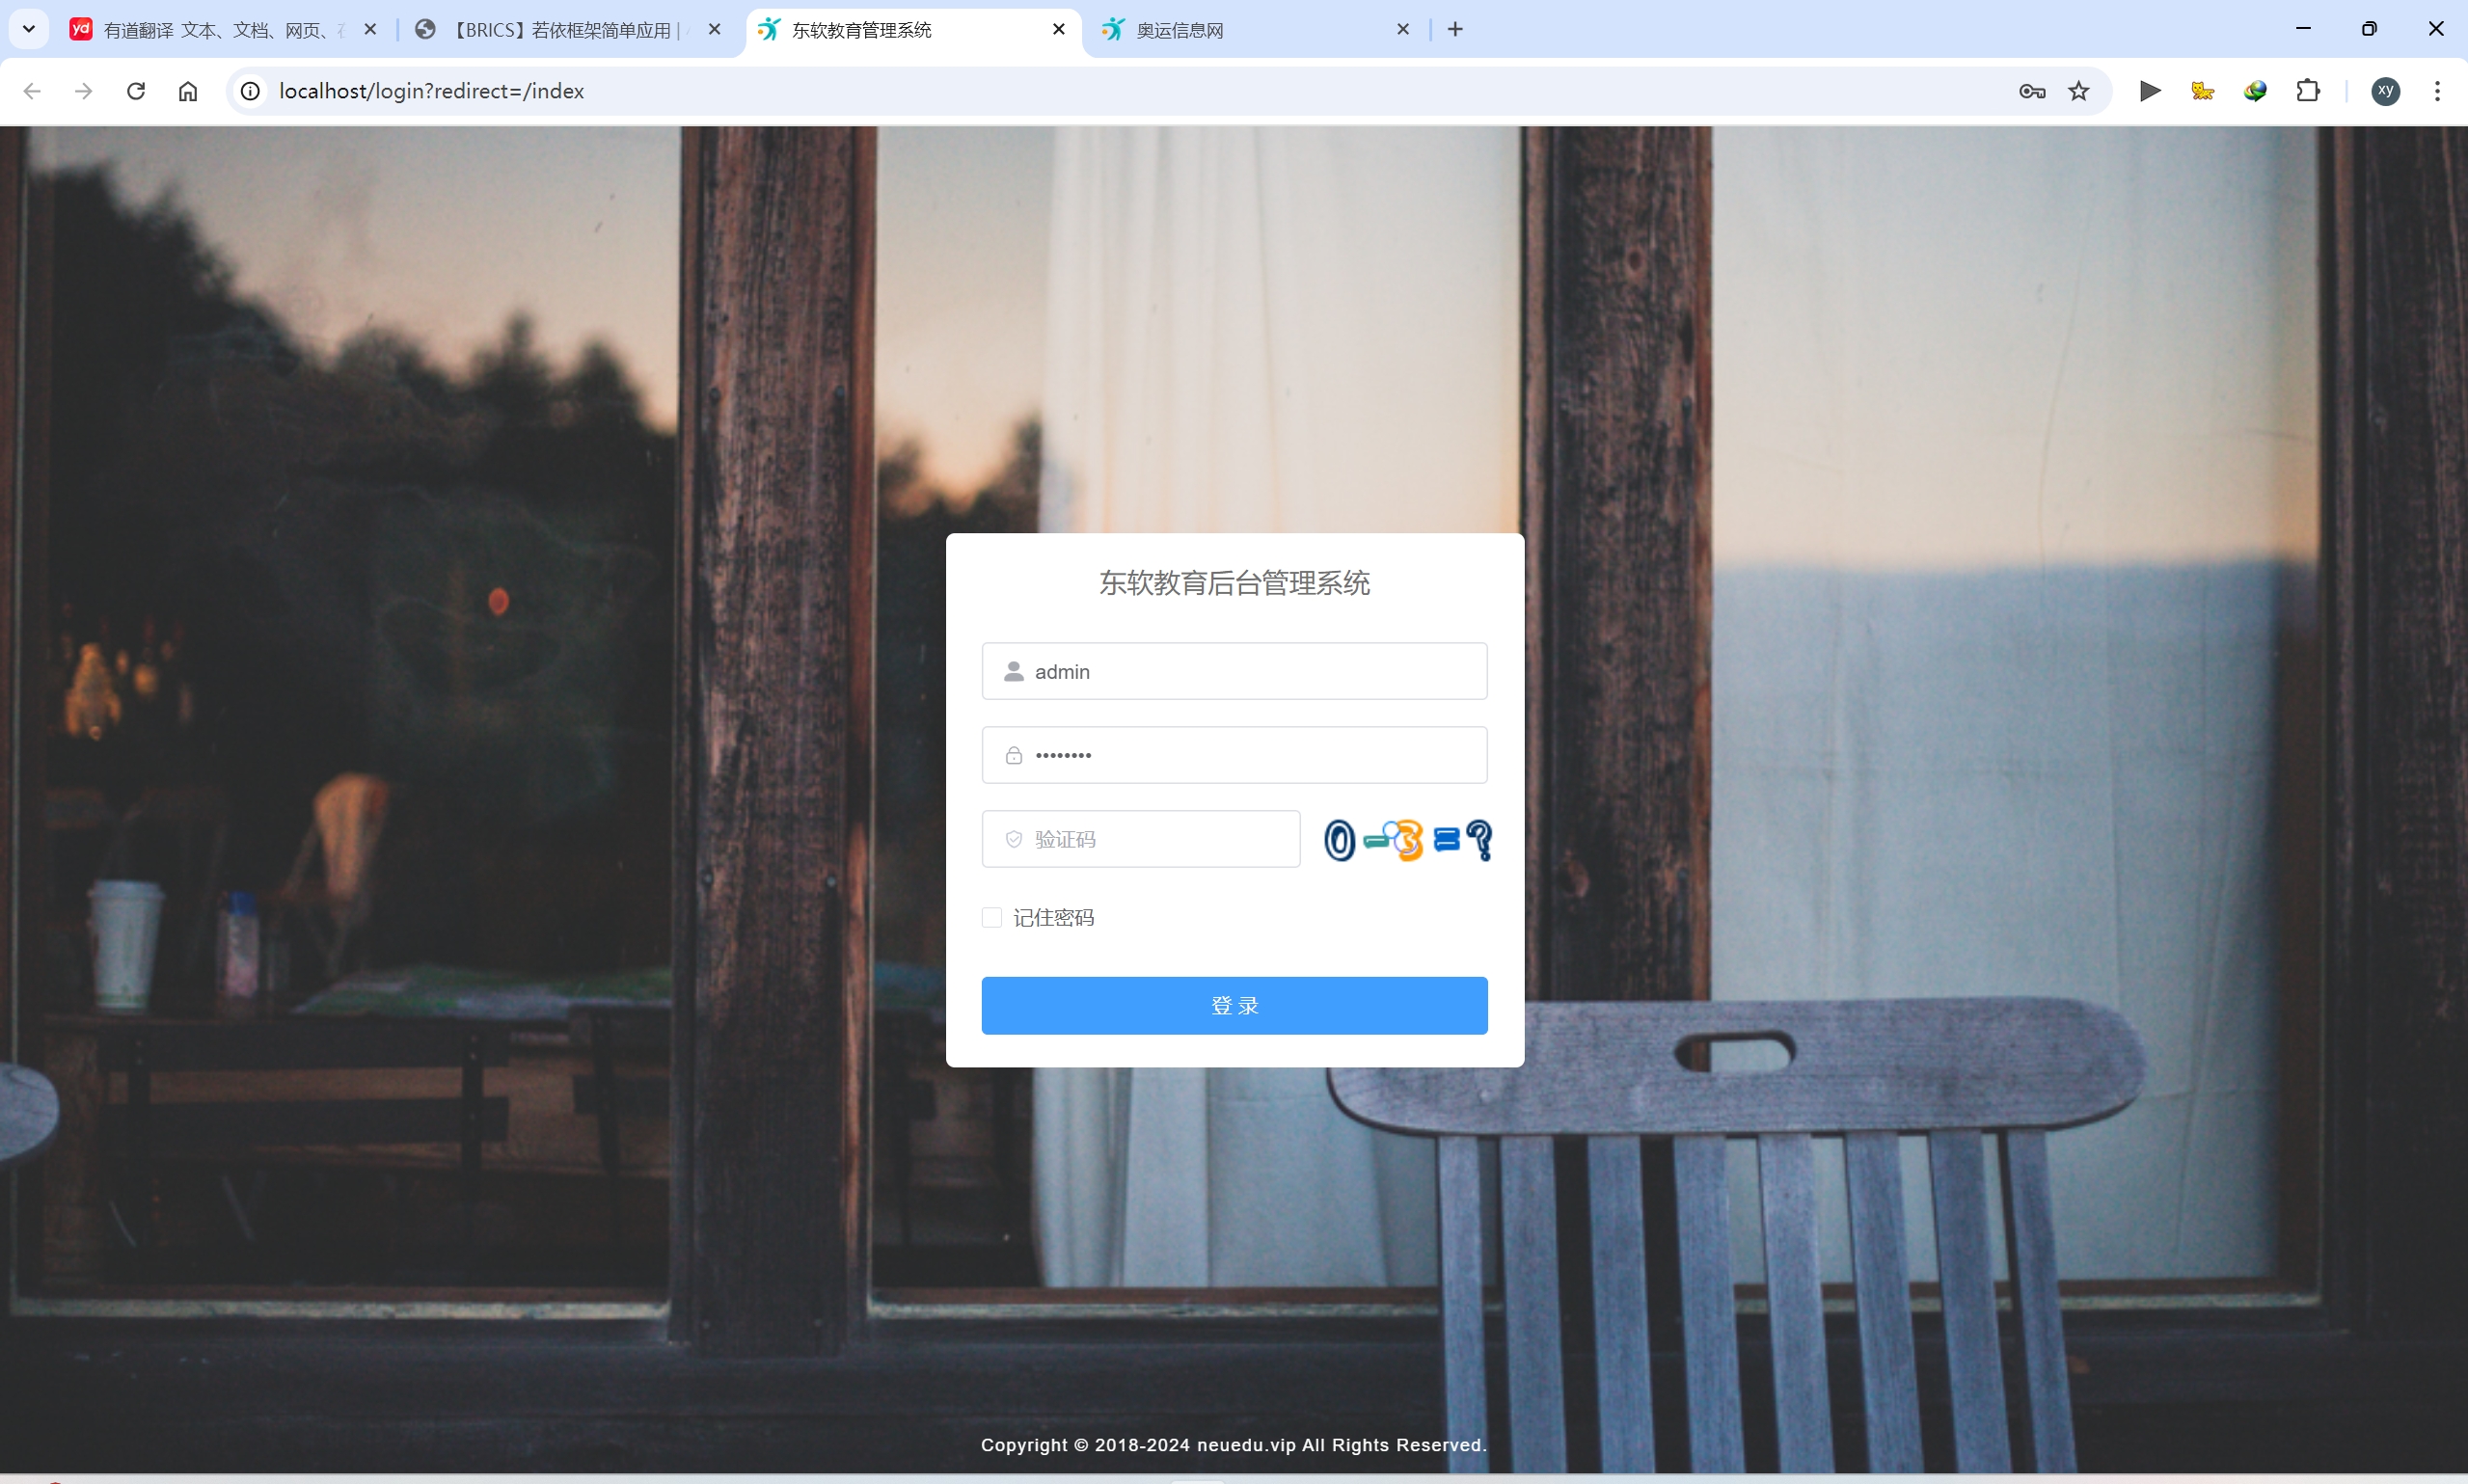 yd 有道翻译 文本、文档、网页、
【BRICS】若依框架简单应用 |
东软教育管理系统
奥运信息网
localhost/login?redirect=/index
xy
东软教育后台管理系统
admin
••••••••
验证码
0-3=?
记住密码
登 录
Copyright © 2018-2024 neuedu.vip All Rights Reserved.